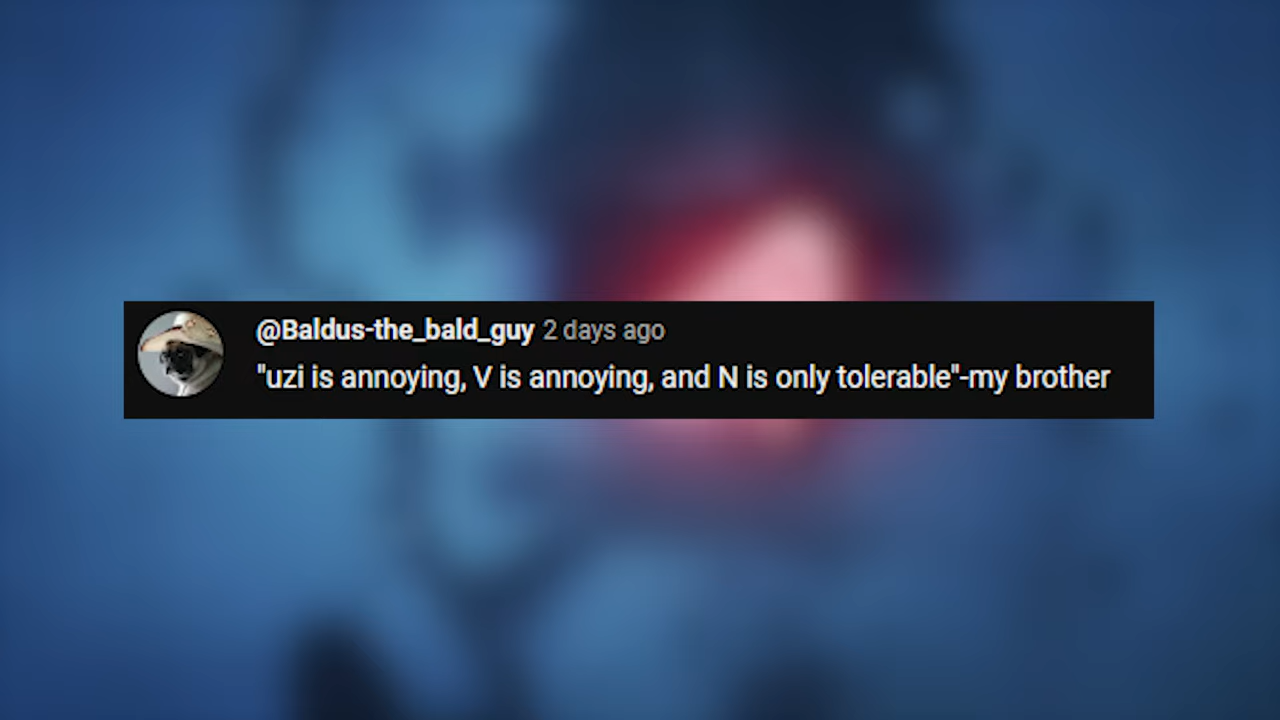 @Baldus-the_bald_guy 2 days ago
"uzi is annoying, V is annoying, and N is only tolerable"-my brother